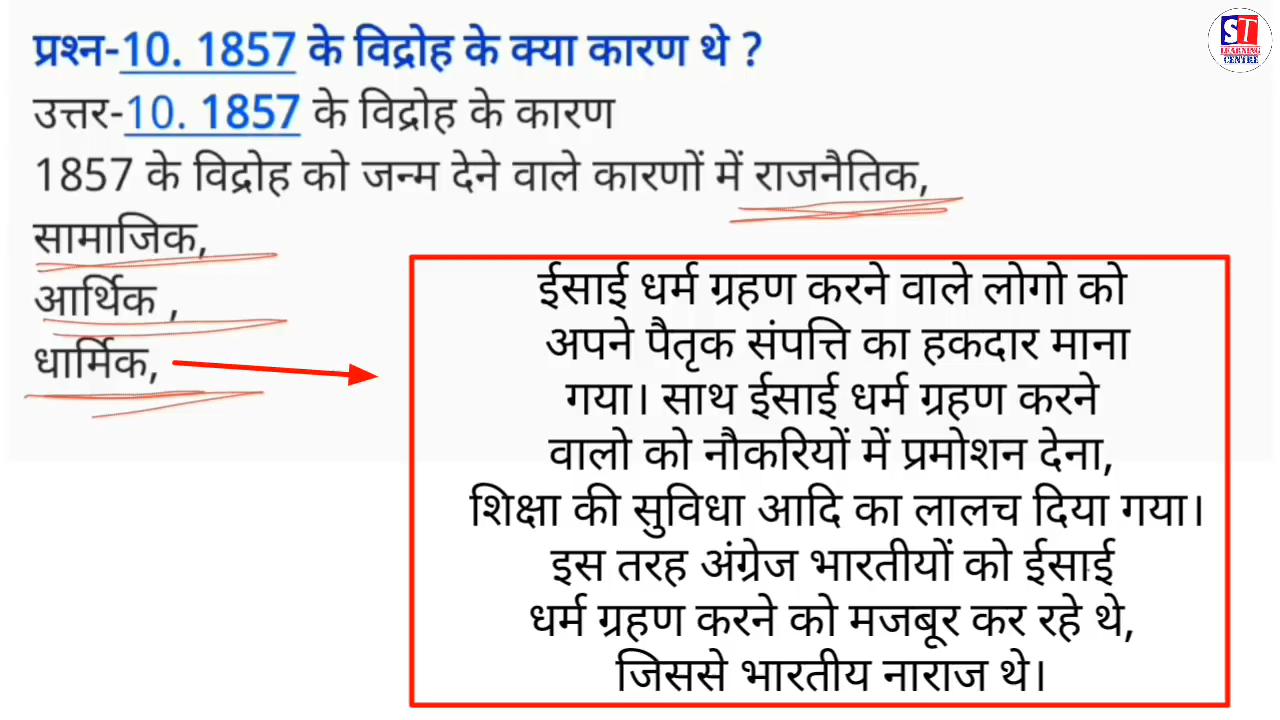 प्रश्न-10. 1857 के विद्रोह के क्या कारण थे ?
उत्तर-10. 1857 के विद्रोह के कारण
1857 के विद्रोह को जन्म देने वाले कारणों में राजनैतिक,
सामाजिक,
आर्थिक ,
धार्मिक,
ईसाई धर्म ग्रहण करने वाले लोगो को
अपने पैतृक संपत्ति का हकदार माना
गया। साथ ईसाई धर्म ग्रहण करने
वालो को नौकरियों में प्रमोशन देना,
शिक्षा की सुविधा आदि का लालच दिया गया।
इस तरह अंग्रेज भारतीयों को ईसाई
धर्म ग्रहण करने को मजबूर कर रहे थे,
जिससे भारतीय नाराज थे।
ST
LEARNING
CENTRE